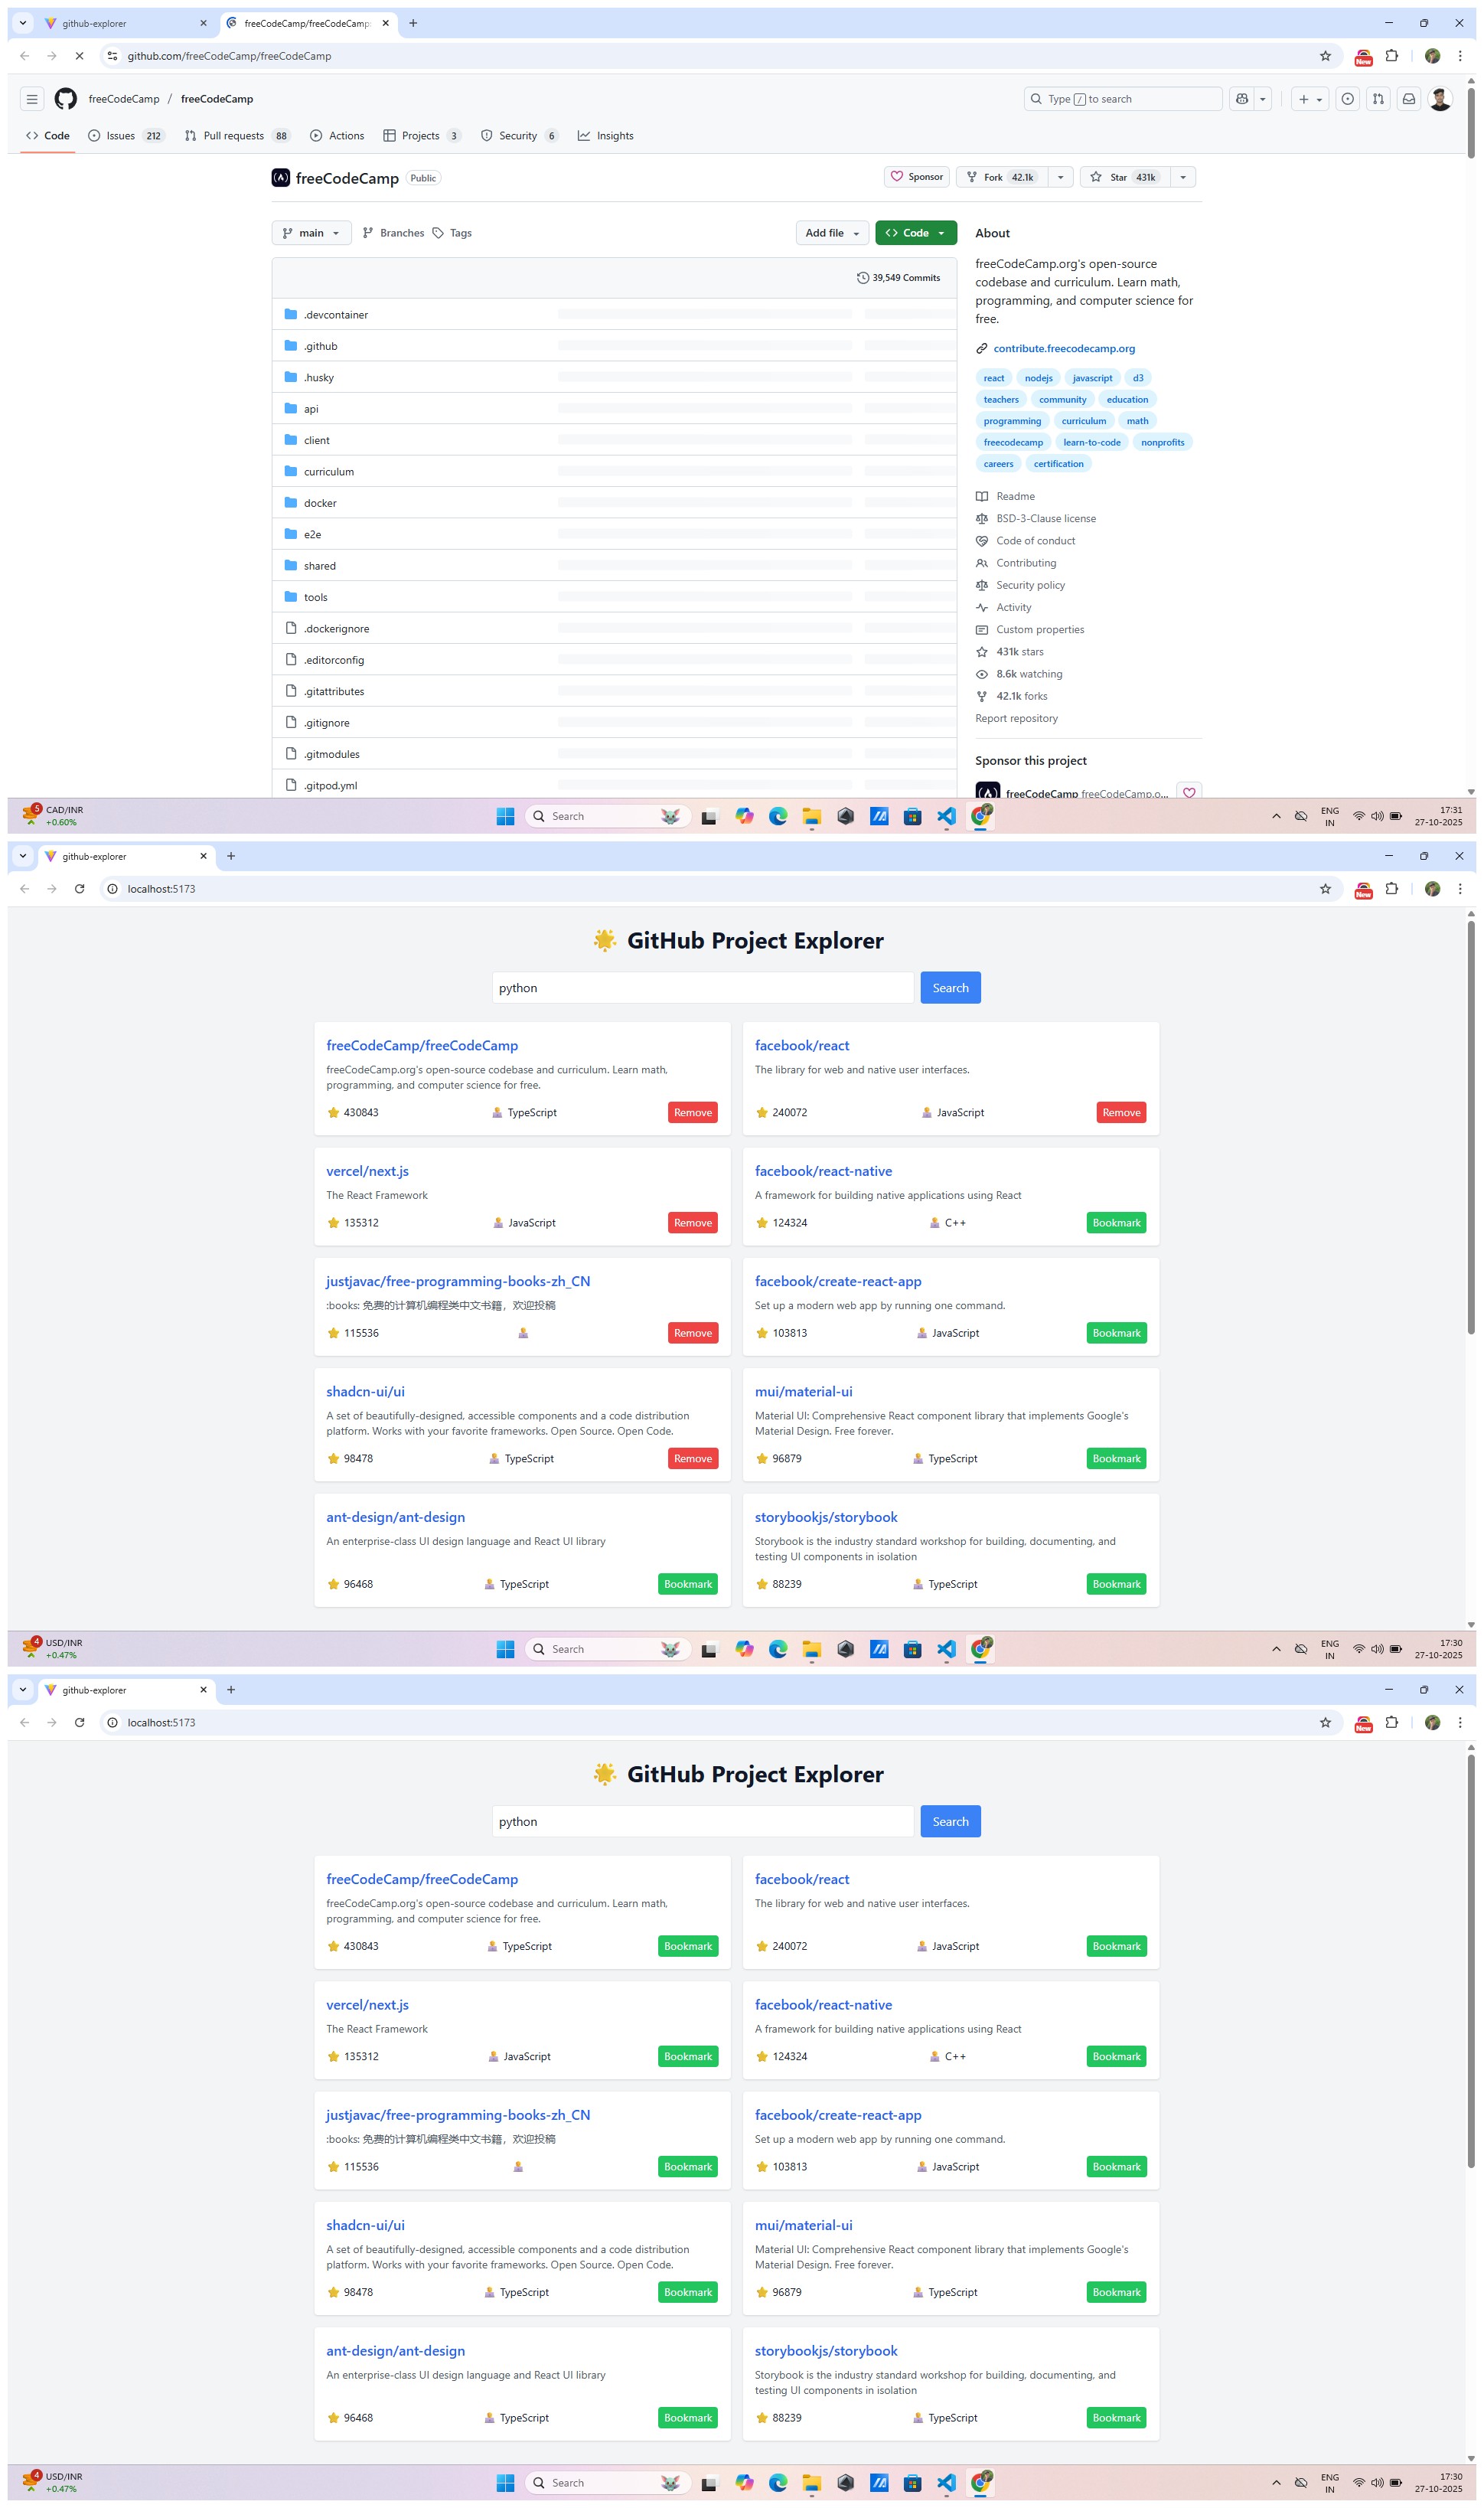 github-explorer
freeCodeCamp/freeCodeCamp:
github.com/freeCodeCamp/freeCodeCamp
New
freeCodeCamp / freeCodeCamp
Type / to search
Code
Issues 212
Pull requests 88
Actions
Projects 3
Security 6
Insights
freeCodeCamp Public
Sponsor
Fork 42.1k
Star 431k
main
Branches
Tags
Add file
Code
39,549 Commits
.devcontainer
.github
.husky
api
client
curriculum
docker
e2e
shared
tools
.dockerignore
.editorconfig
.gitattributes
.gitignore
.gitmodules
.gitpod.yml
About
freeCodeCamp.org's open-source
codebase and curriculum. Learn math,
programming, and computer science for
free.
contribute.freecodecamp.org
react nodejs javascript d3
teachers community education
programming curriculum math
freecodecamp learn-to-code nonprofits
careers certification
Readme
BSD-3-Clause license
Code of conduct
Contributing
Security policy
Activity
Custom properties
431k stars
8.6k watching
42.1k forks
Report repository
Sponsor this project
freeCodeCamp freeCodeCamp.o...
5
CAD/INR
+0.60%
Search
ENG
IN
17:31
27-10-2025
github-explorer
localhost:5173
New
GitHub Project Explorer
python
Search
freeCodeCamp/freeCodeCamp
freeCodeCamp.org's open-source codebase and curriculum. Learn math,
programming, and computer science for free.
430843 TypeScript Remove
facebook/react
The library for web and native user interfaces.
240072 JavaScript Remove
vercel/next.js
The React Framework
135312 JavaScript Remove
facebook/react-native
A framework for building native applications using React
124324 C++ Bookmark
justjavac/free-programming-books-zh_CN
:books: 免费的计算机编程类中文书籍，欢迎投稿
115536 Remove
facebook/create-react-app
Set up a modern web app by running one command.
103813 JavaScript Bookmark
shadcn-ui/ui
A set of beautifully-designed, accessible components and a code distribution
platform. Works with your favorite frameworks. Open Source. Open Code.
98478 TypeScript Remove
mui/material-ui
Material UI: Comprehensive React component library that implements Google's
Material Design. Free forever.
96879 TypeScript Bookmark
ant-design/ant-design
An enterprise-class UI design language and React UI library
96468 TypeScript Bookmark
storybookjs/storybook
Storybook is the industry standard workshop for building, documenting, and
testing UI components in isolation
88239 TypeScript Bookmark
4
USD/INR
+0.47%
Search
ENG
IN
17:30
27-10-2025
github-explorer
localhost:5173
New
GitHub Project Explorer
python
Search
freeCodeCamp/freeCodeCamp
freeCodeCamp.org's open-source codebase and curriculum. Learn math,
programming, and computer science for free.
430843 TypeScript Bookmark
facebook/react
The library for web and native user interfaces.
240072 JavaScript Bookmark
vercel/next.js
The React Framework
135312 JavaScript Bookmark
facebook/react-native
A framework for building native applications using React
124324 C++ Bookmark
justjavac/free-programming-books-zh_CN
:books: 免费的计算机编程类中文书籍，欢迎投稿
115536 Bookmark
facebook/create-react-app
Set up a modern web app by running one command.
103813 JavaScript Bookmark
shadcn-ui/ui
A set of beautifully-designed, accessible components and a code distribution
platform. Works with your favorite frameworks. Open Source. Open Code.
98478 TypeScript Bookmark
mui/material-ui
Material UI: Comprehensive React component library that implements Google's
Material Design. Free forever.
96879 TypeScript Bookmark
ant-design/ant-design
An enterprise-class UI design language and React UI library
96468 TypeScript Bookmark
storybookjs/storybook
Storybook is the industry standard workshop for building, documenting, and
testing UI components in isolation
88239 TypeScript Bookmark
4
USD/INR
+0.47%
Search
ENG
IN
17:30
27-10-2025